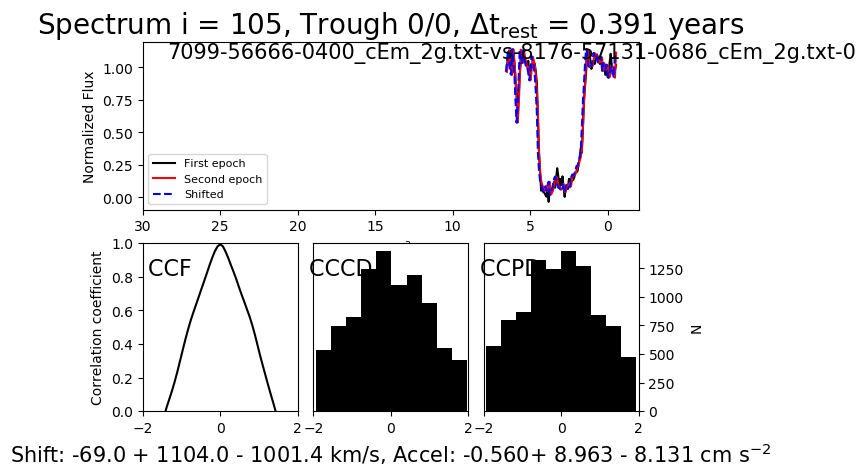 Spectrum i = 105, Trough 0/0, Δt_rest = 0.391 years
7099-56666-0400_cEm_2g.txt-vs-8176-57131-0686_cEm_2g.txt-0
Normalized Flux
1.00
0.75
0.50
0.25
0.00
First epoch
Second epoch
Shifted
30 25 20 15 10 5 0
Correlation coefficient
1.0
0.8
0.6
0.4
0.2
0.0
CCF
CCCD
CCPD
1250
1000
750
500
250
0
N
−2 0 2
−2 0 2
−2 0 2
Shift: -69.0 + 1104.0 - 1001.4 km/s, Accel: -0.560+ 8.963 - 8.131 cm s⁻²